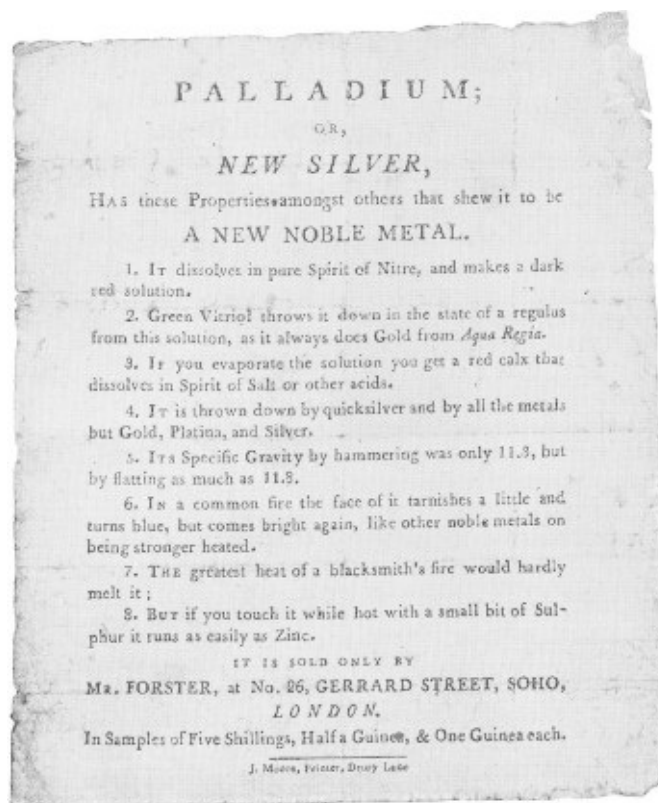 PALLADIUM;
OR,
NEW SILVER,
HAS these Properties amongst others that shew it to be
A NEW NOBLE METAL.
1. IT dissolves in pure Spirit of Nitre, and makes a dark
red solution.
2. Green Vitriol throws it down in the state of a regulus
from this solution, as it always does Gold from Aqua Regia.
3. IF you evaporate the solution you get a red calx that
dissolves in Spirit of Salt or other acids.
4. IT is thrown down by quicksilver and by all the metals
but Gold, Platina, and Silver.
5. ITS Specific Gravity by hammering was only 11.3, but
by flatting as much as 11.8.
6. IN a common fire the face of it tarnishes a little and
turns blue, but comes bright again, like other noble metals on
being stronger heated.
7. THE greatest heat of a blacksmith's fire would hardly
melt it;
8. BUT if you touch it while hot with a small bit of Sul-
phur it runs as easily as Zinc.
IT IS SOLD ONLY BY
MR. FORSTER, at No. 26, GERRARD STREET, SOHO,
LONDON.
In Samples of Five Shillings, Half a Guinea, & One Guinea each.
J. Printer, Drury Lane